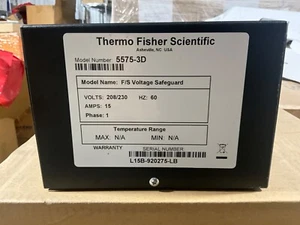 Thermo Fisher Scientific
Asheville, NC USA
Model Number 5575-3D
Model Name: F/S Voltage Safeguard
VOLTS: 208/230 HZ: 60
AMPS: 15
Phase: 1
Temperature Range
MAX: N/A MIN: N/A
WARRANTY SERIAL NUMBER
L15B-920275-LB